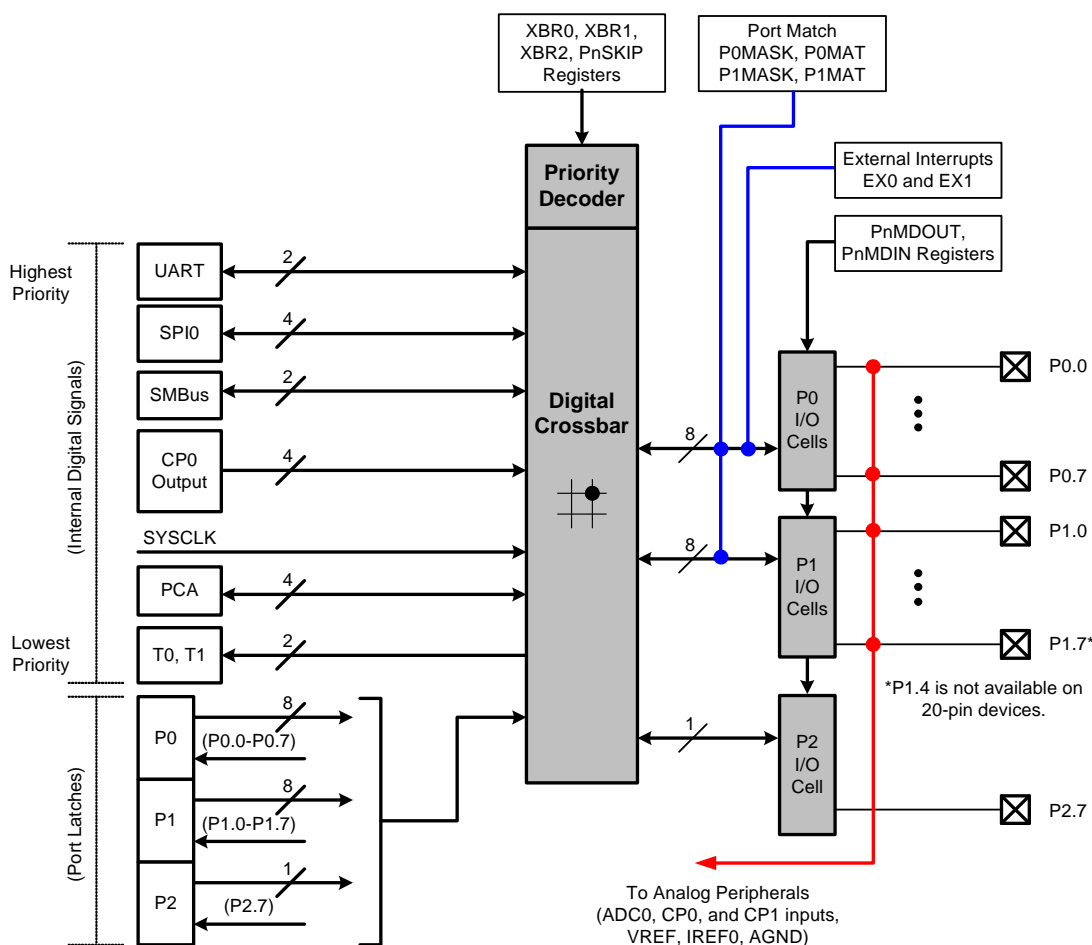 XBR0, XBR1,
XBR2, PnSKIP
Registers
Port Match
P0MASK, P0MAT
P1MASK, P1MAT
External Interrupts
EX0 and EX1
PnMDOUT,
PnMDIN Registers
Priority
Decoder
Digital
Crossbar
Highest
Priority
(Internal Digital Signals)
Lowest
Priority
(Port Latches)
UART
2
SPI0
4
SMBus
2
CP0
Output
4
SYSCLK
PCA
4
T0, T1
2
P0
8
(P0.0-P0.7)
P1
8
(P1.0-P1.7)
P2
1
(P2.7)
8
8
1
P0
I/O
Cells
P1
I/O
Cells
P2
I/O
Cell
P0.0
P0.7
P1.0
P1.7*
*P1.4 is not available on
20-pin devices.
P2.7
To Analog Peripherals
(ADC0, CP0, and CP1 inputs,
VREF, IREF0, AGND)